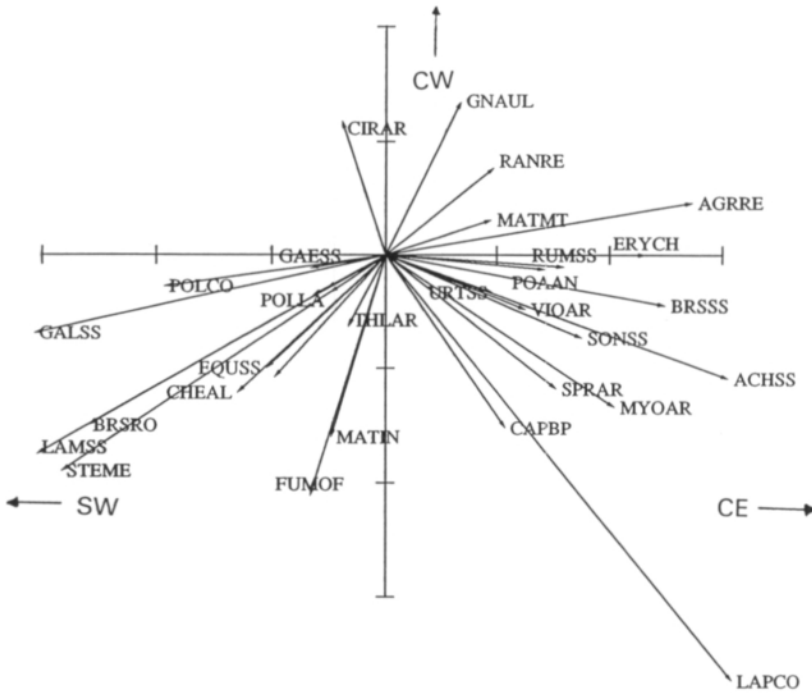 CW
GNAUL
CIRAR
RANRE
AGRRE
MATMT
ERYCH
GAESS
RUMSS
POLCO
POAAN
POLLA
URTSS
VIOAR
BRSSS
THLAR
GALSS
SONSS
EQUSS
ACHSS
CHEAL
SPRAR
MYOAR
BRSRO
CAPBP
MATIN
LAMSS
STEME
FUMOF
SW
CE
LAPCO